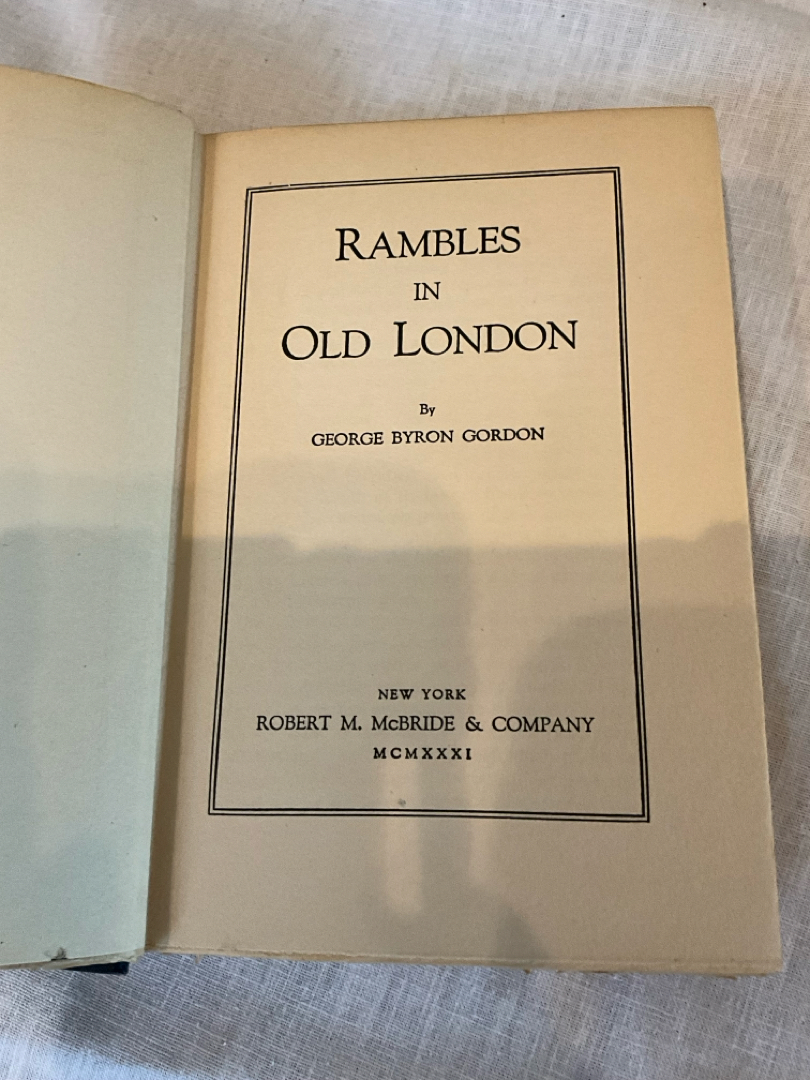 RAMBLES
IN
OLD LONDON
By
GEORGE BYRON GORDON
NEW YORK
ROBERT M. McBRIDE & COMPANY
MCMXXXI